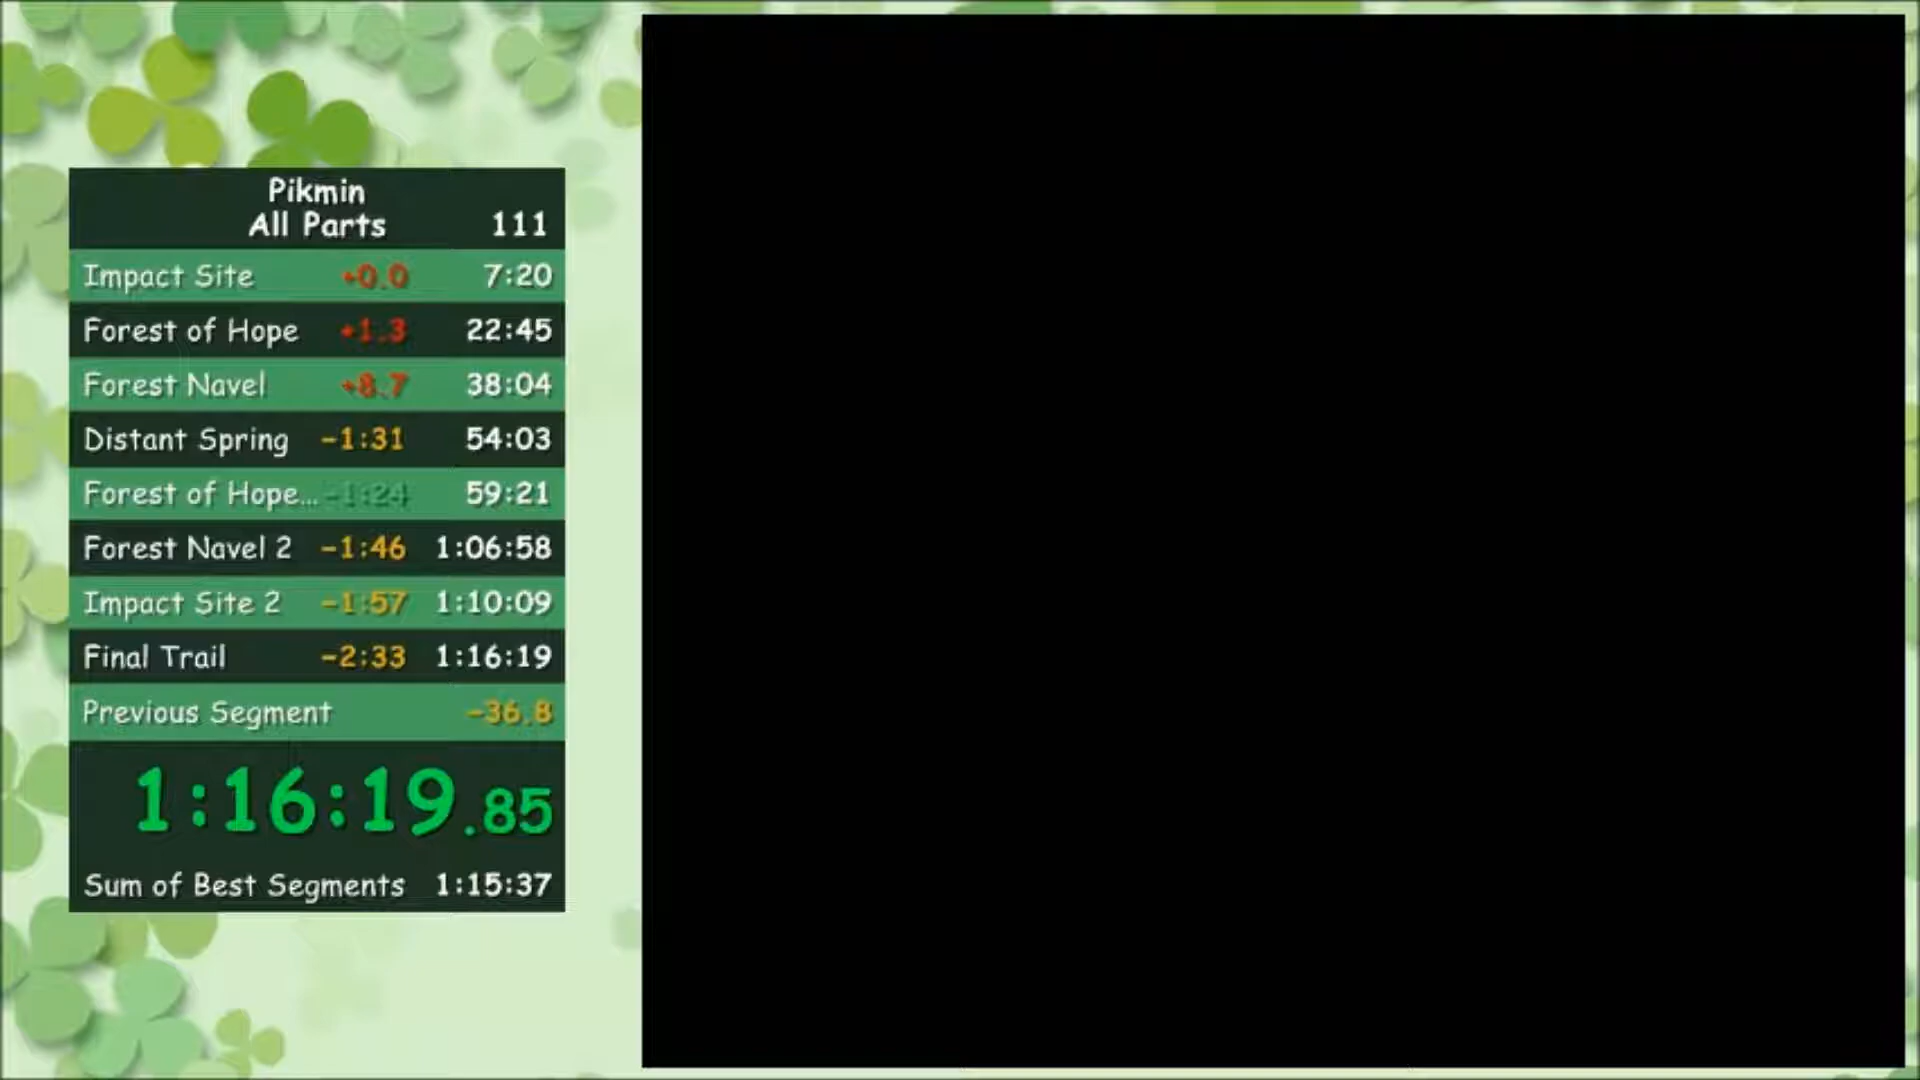 Pikmin
All Parts 111
Impact Site +0.0 7:20
Forest of Hope +1.3 22:45
Forest Navel +8.7 38:04
Distant Spring -1:31 54:03
Forest of Hope... -1:24 59:21
Forest Navel 2 -1:46 1:06:58
Impact Site 2 -1:57 1:10:09
Final Trail -2:33 1:16:19
Previous Segment -36.8
1:16:19.85
Sum of Best Segments 1:15:37